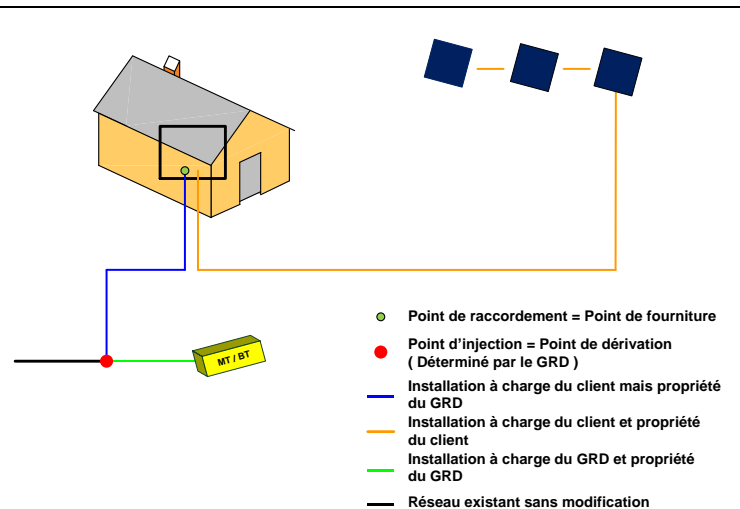 MT / BT
Point de raccordement = Point de fourniture
Point d'injection = Point de dérivation
( Déterminé par le GRD )
Installation à charge du client mais propriété
du GRD
Installation à charge du client et propriété
du client
Installation à charge du GRD et propriété
du GRD
Réseau existant sans modification